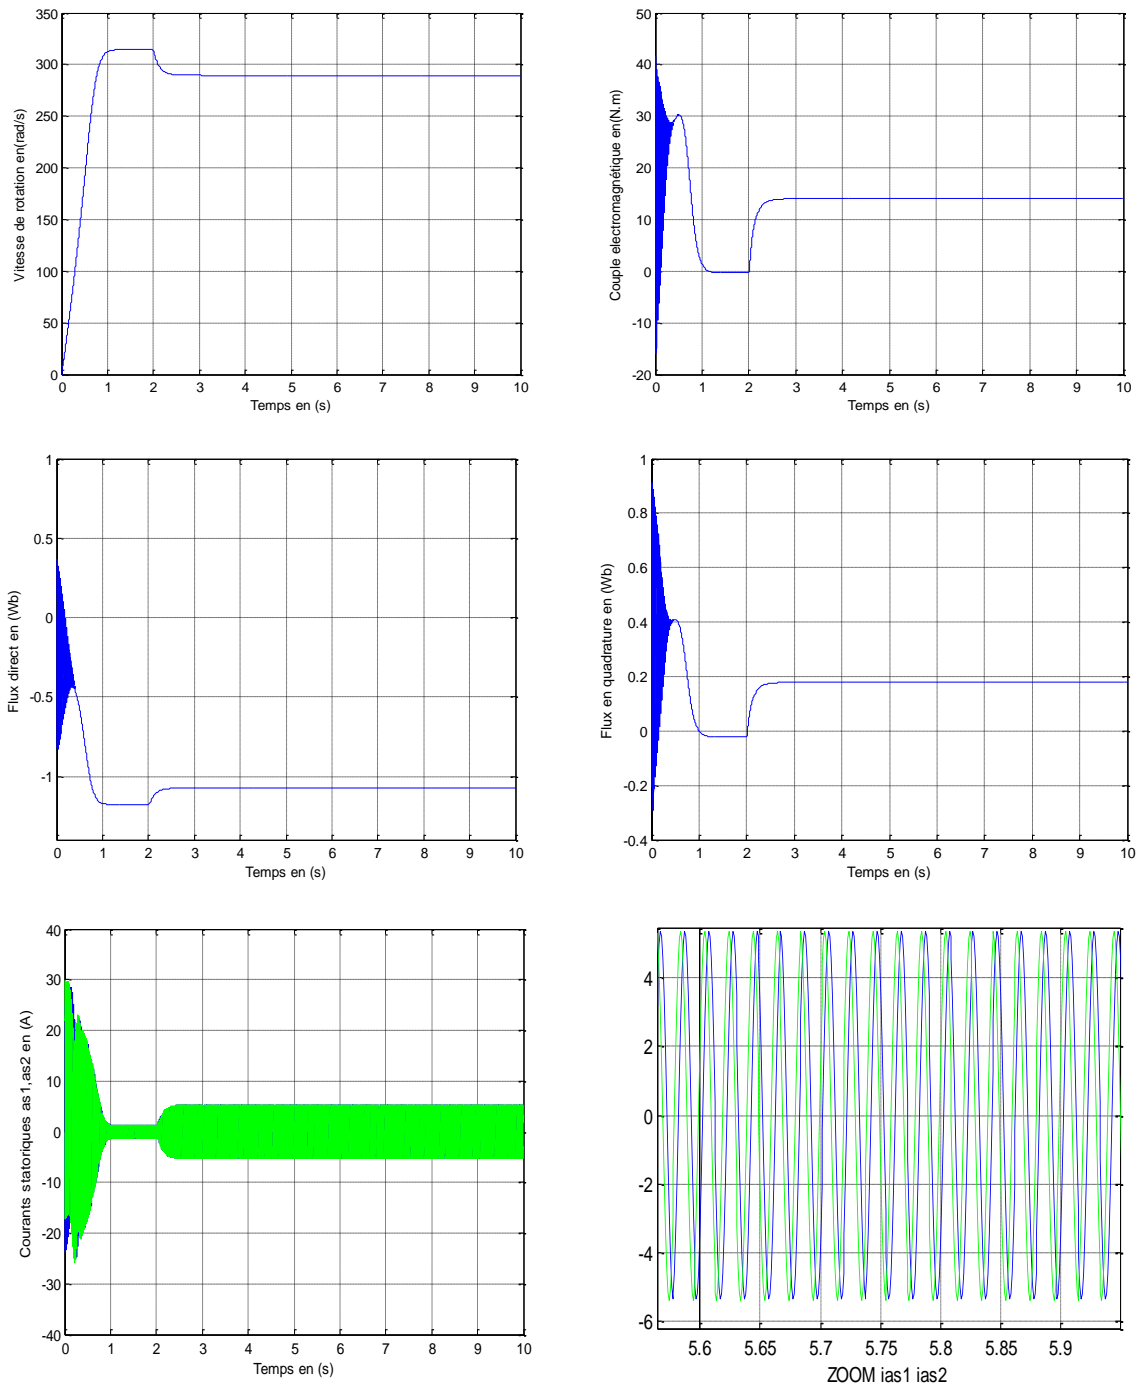 350
300
250
200
150
100
50
0
Vitesse de rotation en(rad/s)
0 1 2 3 4 5 6 7 8 9 10
Temps en (s)
50
40
30
20
10
0
-10
-20
Couple electromagnétique en(N.m)
0 1 2 3 4 5 6 7 8 9 10
Temps en (s)
1
0.5
0
-0.5
-1
Flux direct en (Wb)
0 1 2 3 4 5 6 7 8 9 10
Temps en (s)
1
0.8
0.6
0.4
0.2
0
-0.2
-0.4
Flux en quadrature en (Wb)
0 1 2 3 4 5 6 7 8 9 10
Temps en (s)
40
30
20
10
0
-10
-20
-30
-40
Courants statoriques as1,as2 en (A)
0 1 2 3 4 5 6 7 8 9 10
Temps en (s)
4
2
0
-2
-4
-6
5.6 5.65 5.7 5.75 5.8 5.85 5.9
ZOOM ias1 ias2